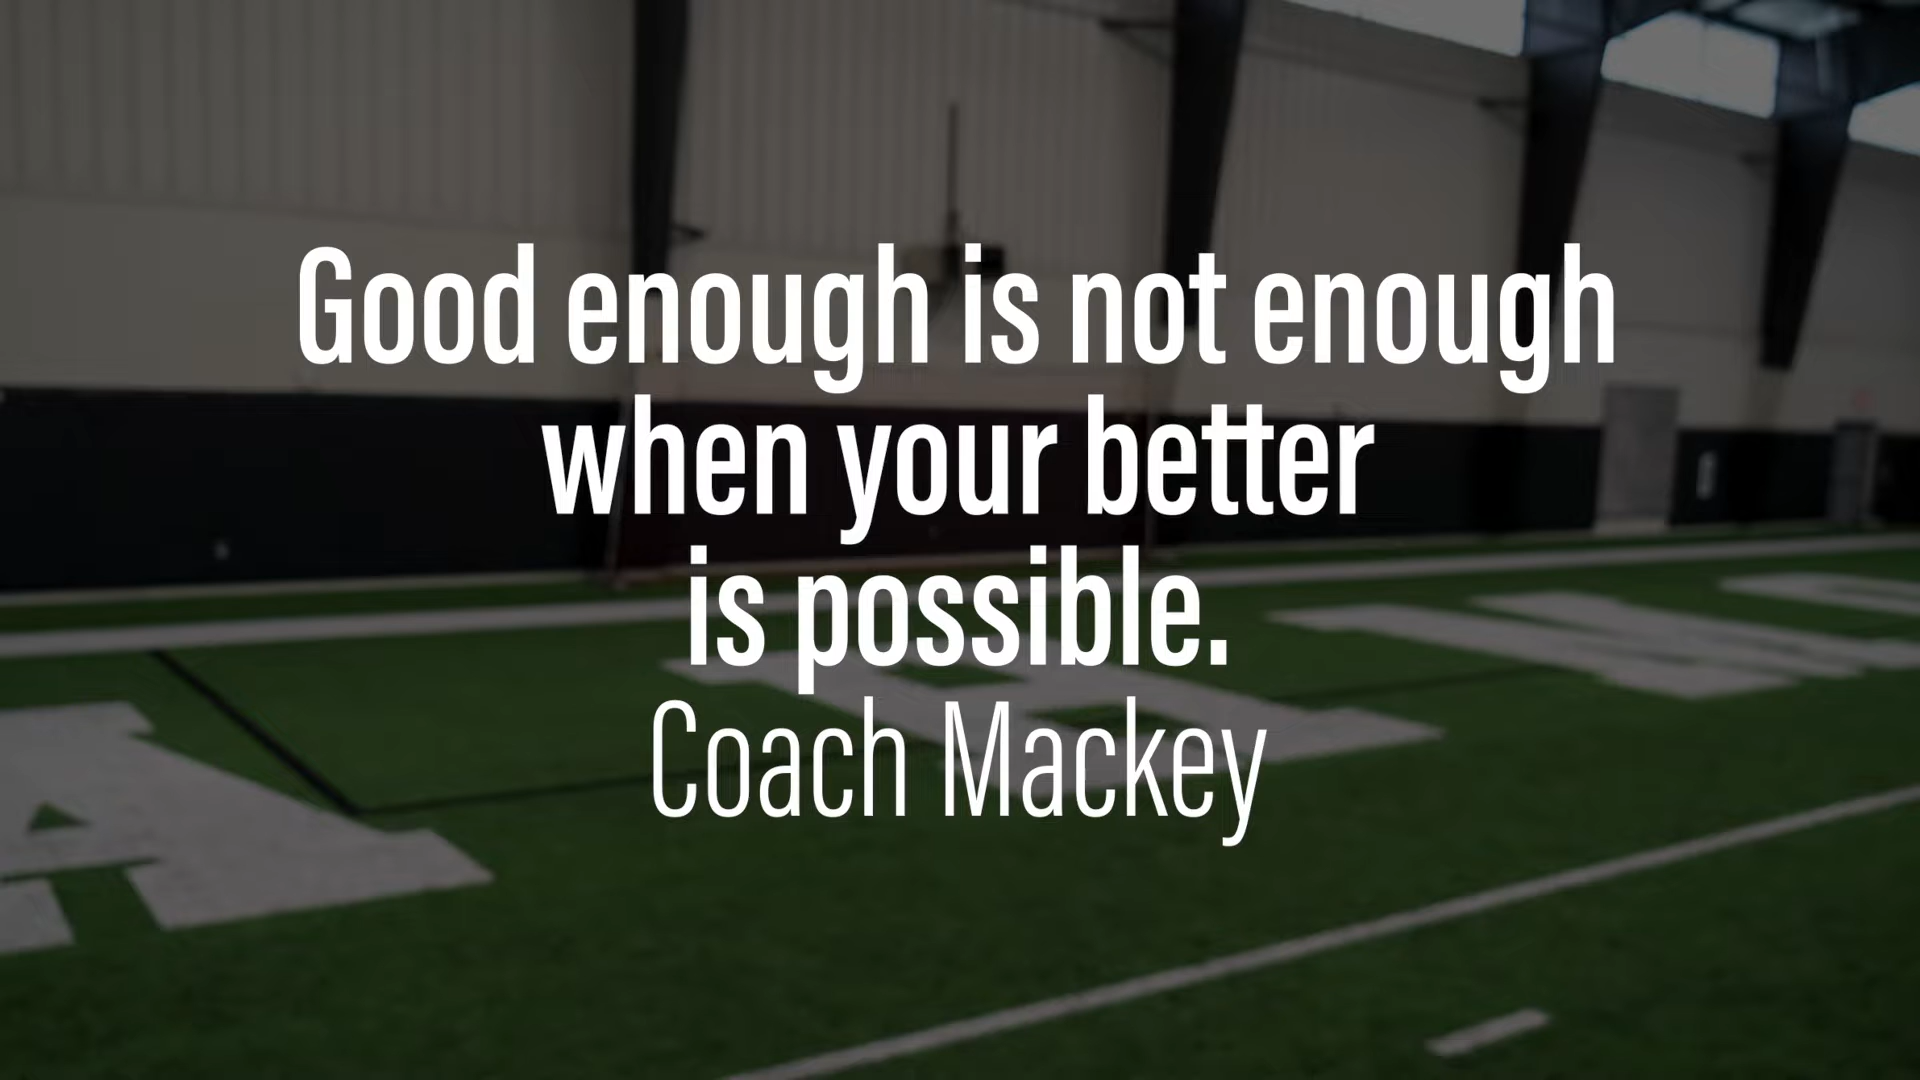 Good enough is not enough
when your better
is possible.
Coach Mackey